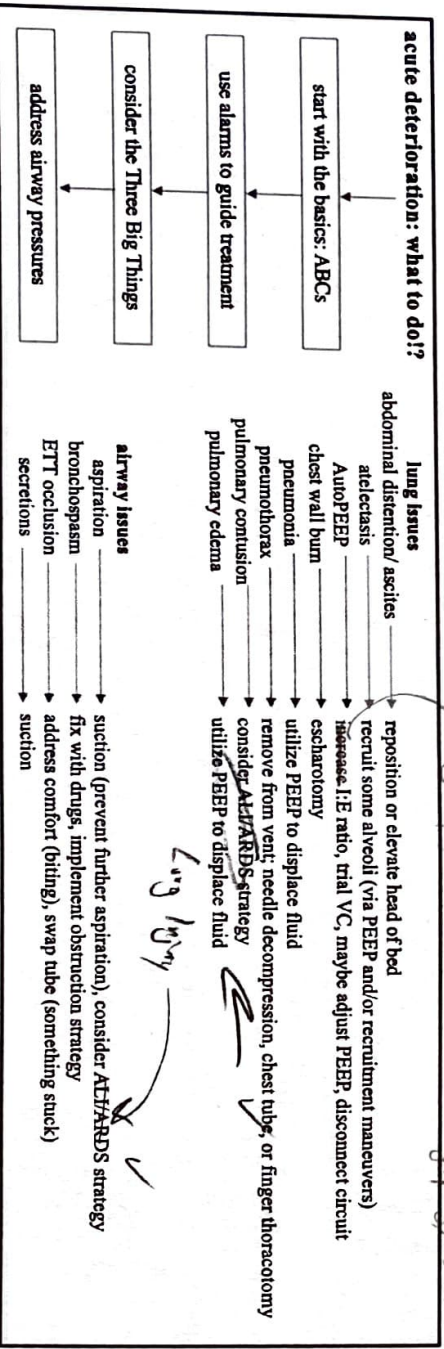 acute deterioration: what to do!?
start with the basics: ABCs
use alarms to guide treatment
consider the Three Big Things
address airway pressures
lung issues
abdominal distention/ ascites reposition or elevate head of bed
atelectasis recruit some alveoli (via PEEP and/or recruitment maneuvers)
AutoPEEP increase I:E ratio, trial VC, maybe adjust PEEP, disconnect circuit
chest wall burn escharotomy
pneumonia utilize PEEP to displace fluid
pneumothorax remove from vent; needle decompression, chest tube, or finger thoracotomy
pulmonary contusion consider ALI/ARDS strategy
pulmonary edema utilize PEEP to displace fluid
Lung Injury
airway issues
aspiration suction (prevent further aspiration), consider ALI/ARDS strategy
bronchospasm fix with drugs, implement obstruction strategy
ETT occlusion address comfort (biting), swap tube (something stuck)
secretions suction